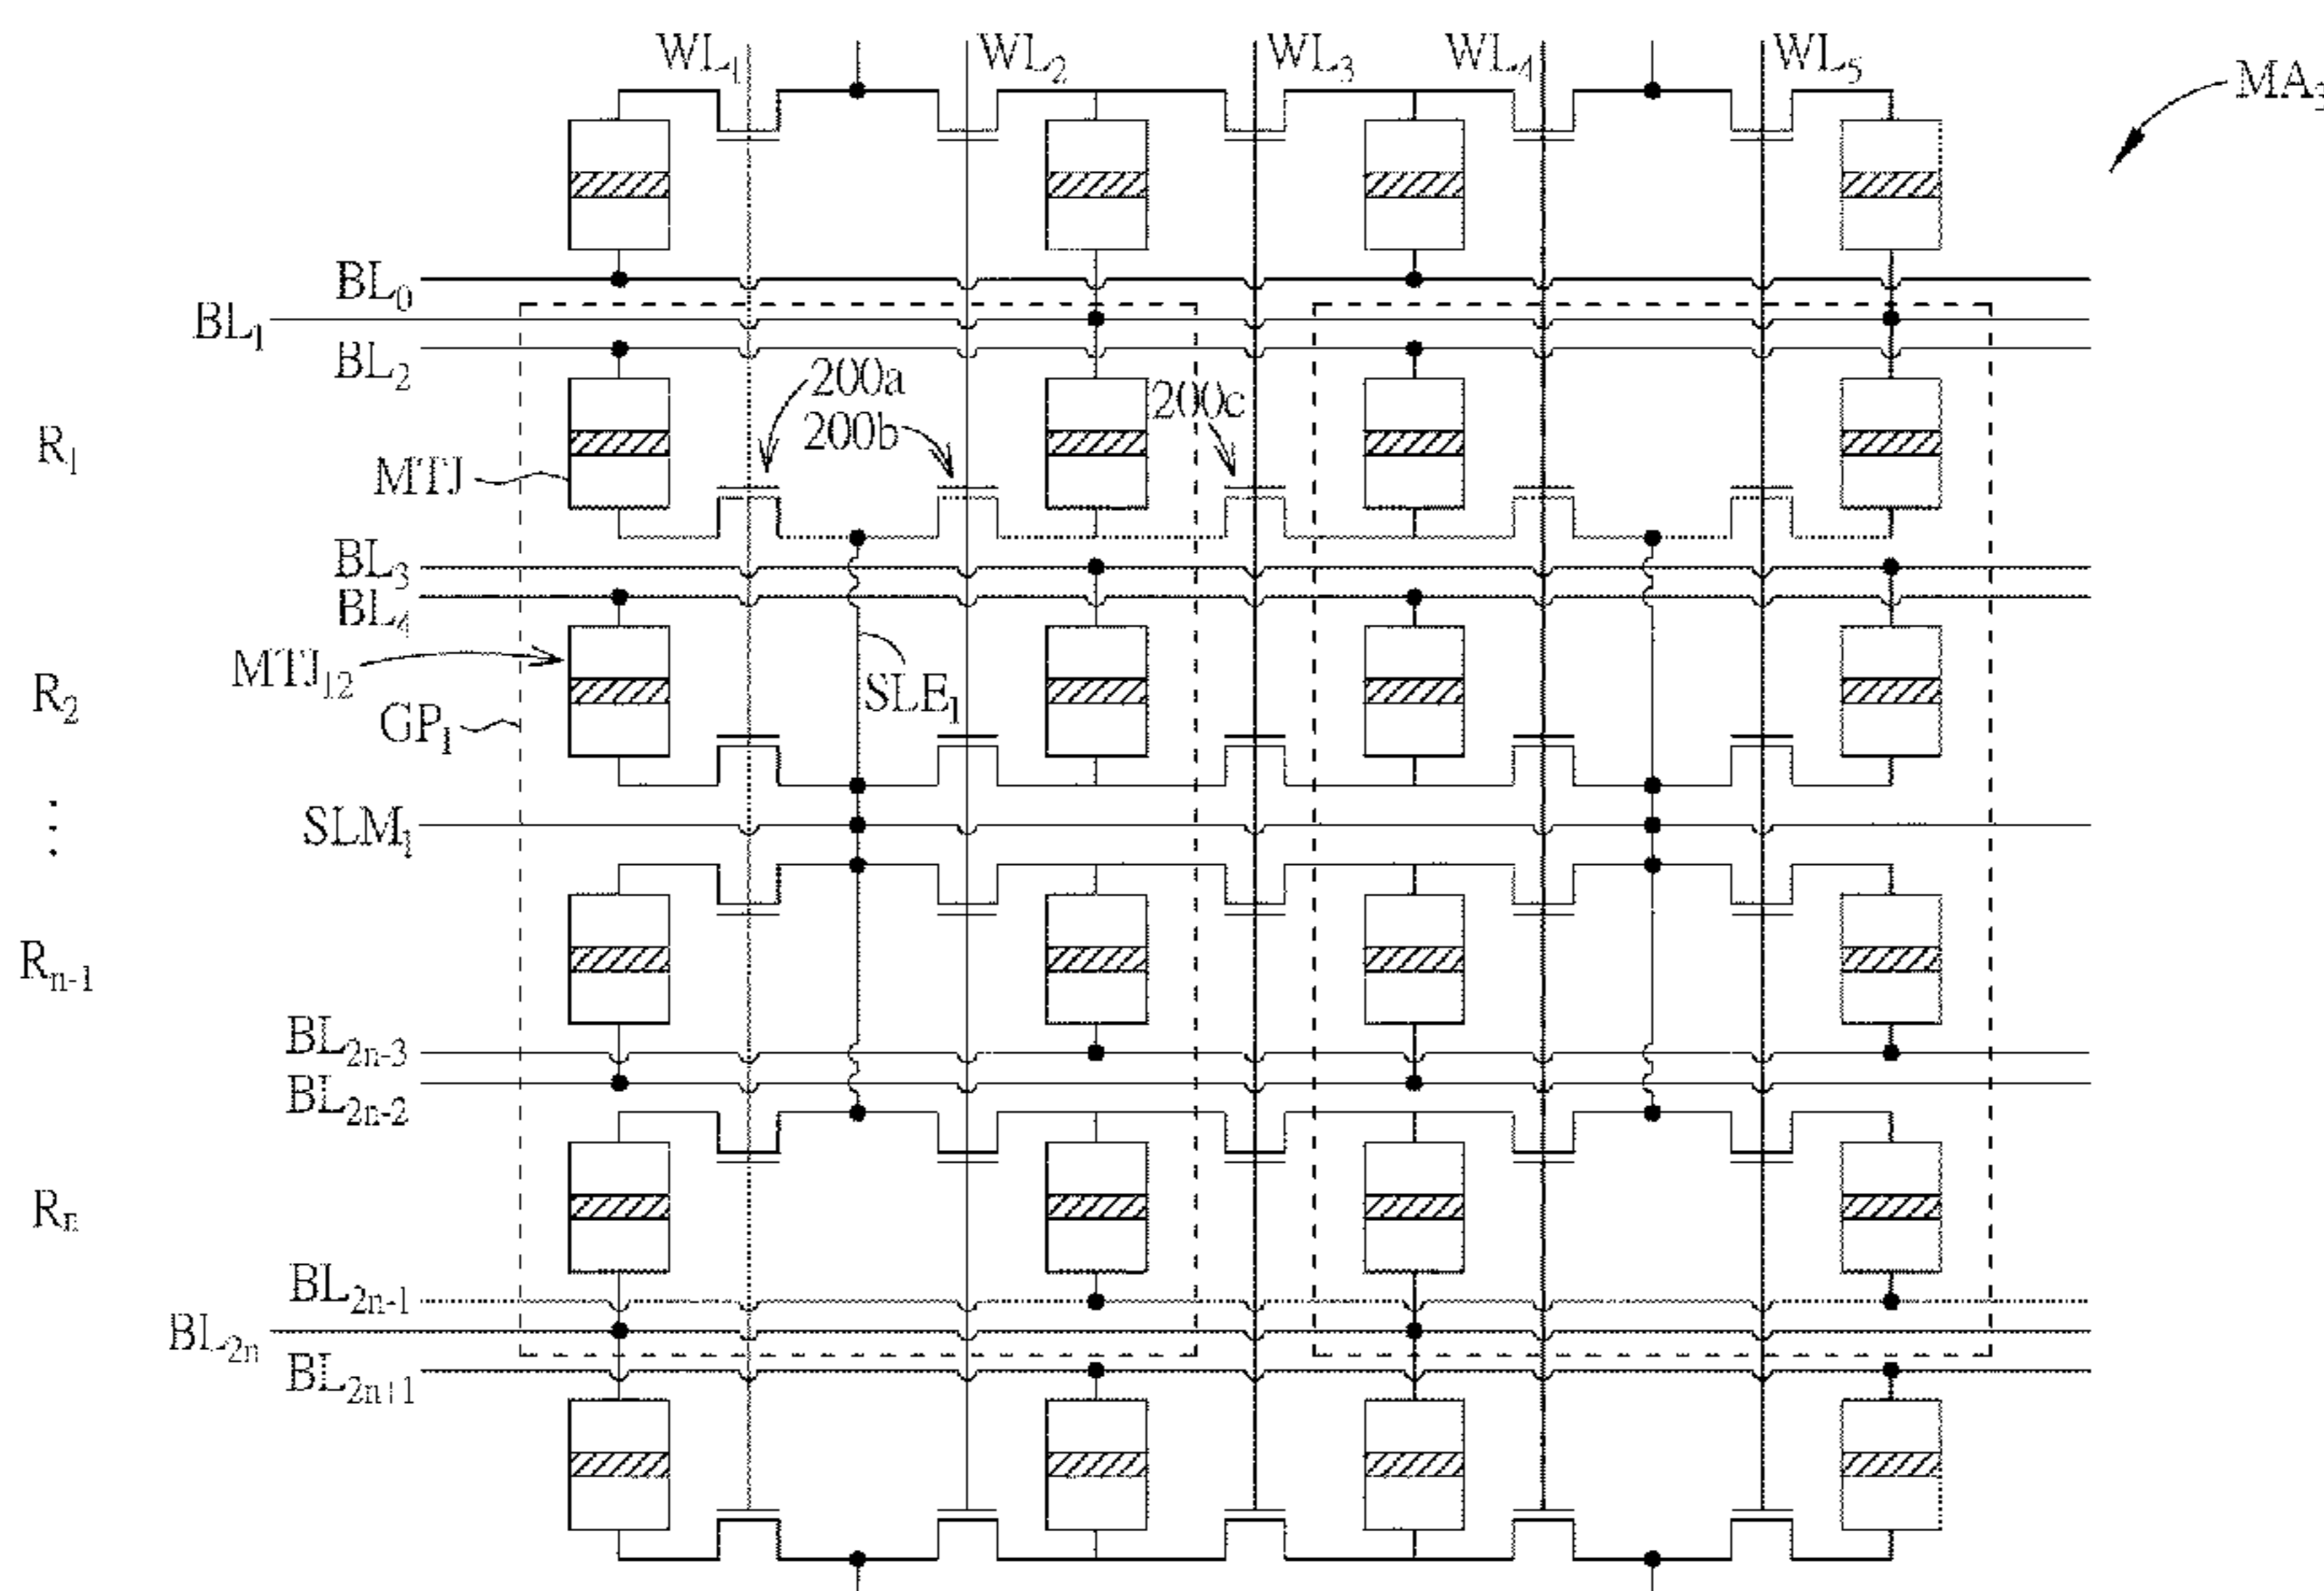 WL₁ WL₂ WL₃ WL₄ WL₅
MA₃
BL₀
BL₁
BL₂
200a
200b
200c
R₁
MTJ
BL₃
BL₄
MTJ₁₂
R₂
SLE₁
GP₁
⋮
SLM₁
Rₙ₋₁
BL₂ₙ₋₃
BL₂ₙ₋₂
Rₙ
BL₂ₙ₋₁
BL₂ₙ
BL₂ₙ₊₁